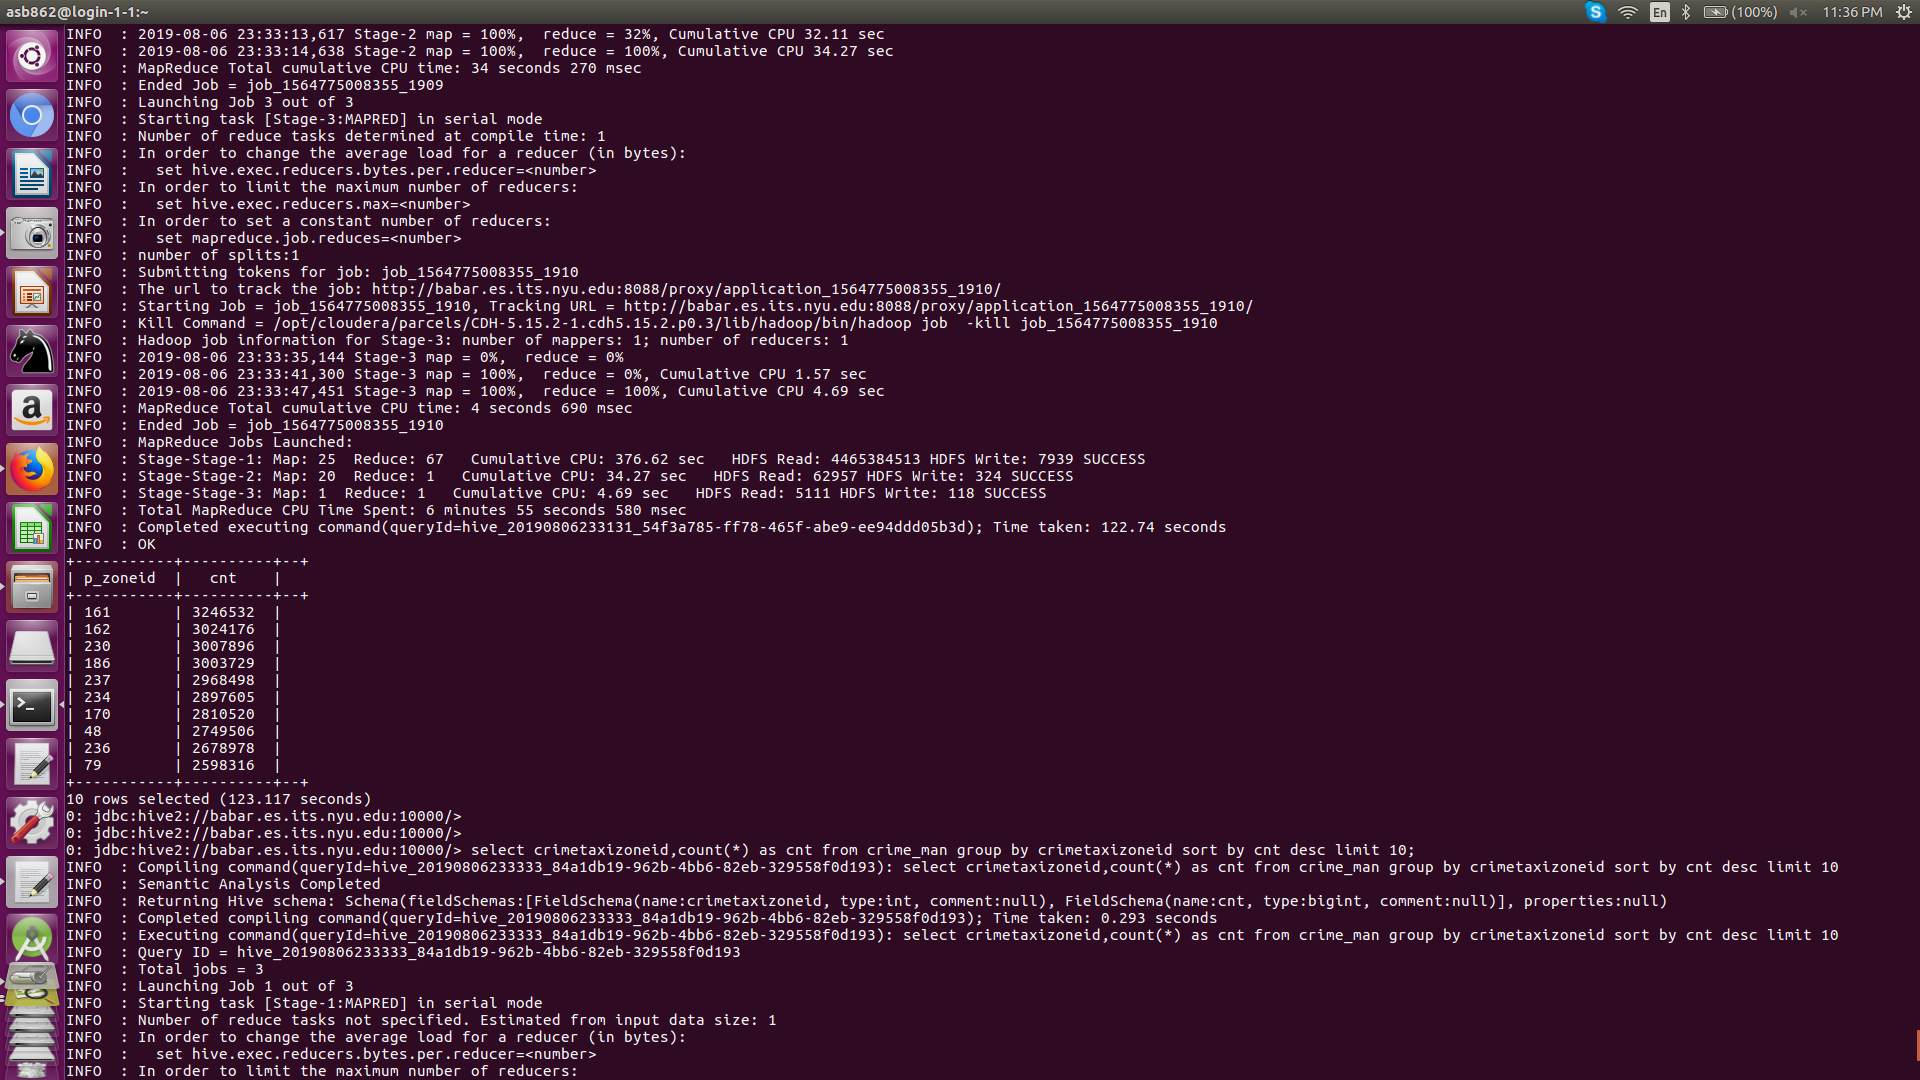 asb862@login-1-1:~
En
(100%)
11:36 PM
INFO  : 2019-08-06 23:33:13,617 Stage-2 map = 100%,  reduce = 32%, Cumulative CPU 32.11 sec
INFO  : 2019-08-06 23:33:14,638 Stage-2 map = 100%,  reduce = 100%, Cumulative CPU 34.27 sec
INFO  : MapReduce Total cumulative CPU time: 34 seconds 270 msec
INFO  : Ended Job = job_1564775008355_1909
INFO  : Launching Job 3 out of 3
INFO  : Starting task [Stage-3:MAPRED] in serial mode
INFO  : Number of reduce tasks determined at compile time: 1
INFO  : In order to change the average load for a reducer (in bytes):
INFO  :   set hive.exec.reducers.bytes.per.reducer=<number>
INFO  : In order to limit the maximum number of reducers:
INFO  :   set hive.exec.reducers.max=<number>
INFO  : In order to set a constant number of reducers:
INFO  :   set mapreduce.job.reduces=<number>
INFO  : number of splits:1
INFO  : Submitting tokens for job: job_1564775008355_1910
INFO  : The url to track the job: http://babar.es.its.nyu.edu:8088/proxy/application_1564775008355_1910/
INFO  : Starting Job = job_1564775008355_1910, Tracking URL = http://babar.es.its.nyu.edu:8088/proxy/application_1564775008355_1910/
INFO  : Kill Command = /opt/cloudera/parcels/CDH-5.15.2-1.cdh5.15.2.p0.3/lib/hadoop/bin/hadoop job  -kill job_1564775008355_1910
INFO  : Hadoop job information for Stage-3: number of mappers: 1; number of reducers: 1
INFO  : 2019-08-06 23:33:35,144 Stage-3 map = 0%,  reduce = 0%
INFO  : 2019-08-06 23:33:41,300 Stage-3 map = 100%,  reduce = 0%, Cumulative CPU 1.57 sec
INFO  : 2019-08-06 23:33:47,451 Stage-3 map = 100%,  reduce = 100%, Cumulative CPU 4.69 sec
INFO  : MapReduce Total cumulative CPU time: 4 seconds 690 msec
INFO  : Ended Job = job_1564775008355_1910
INFO  : MapReduce Jobs Launched:
INFO  : Stage-Stage-1: Map: 25  Reduce: 67   Cumulative CPU: 376.62 sec   HDFS Read: 4465384513 HDFS Write: 7939 SUCCESS
INFO  : Stage-Stage-2: Map: 20  Reduce: 1   Cumulative CPU: 34.27 sec   HDFS Read: 62957 HDFS Write: 324 SUCCESS
INFO  : Stage-Stage-3: Map: 1  Reduce: 1   Cumulative CPU: 4.69 sec   HDFS Read: 5111 HDFS Write: 118 SUCCESS
INFO  : Total MapReduce CPU Time Spent: 6 minutes 55 seconds 580 msec
INFO  : Completed executing command(queryId=hive_20190806233131_54f3a785-ff78-465f-abe9-ee94ddd05b3d); Time taken: 122.74 seconds
INFO  : OK
+-----------+----------+--+
| p_zoneid  |   cnt    |
+-----------+----------+--+
| 161       | 3246532  |
| 162       | 3024176  |
| 230       | 3007896  |
| 186       | 3003729  |
| 237       | 2968498  |
| 234       | 2897605  |
| 170       | 2810520  |
| 48        | 2749506  |
| 236       | 2678978  |
| 79        | 2598316  |
+-----------+----------+--+
10 rows selected (123.117 seconds)
0: jdbc:hive2://babar.es.its.nyu.edu:10000/>
0: jdbc:hive2://babar.es.its.nyu.edu:10000/>
0: jdbc:hive2://babar.es.its.nyu.edu:10000/> select crimetaxizoneid,count(*) as cnt from crime_man group by crimetaxizoneid sort by cnt desc limit 10;
INFO  : Compiling command(queryId=hive_20190806233333_84a1db19-962b-4bb6-82eb-329558f0d193): select crimetaxizoneid,count(*) as cnt from crime_man group by crimetaxizoneid sort by cnt desc limit 10
INFO  : Semantic Analysis Completed
INFO  : Returning Hive schema: Schema(fieldSchemas:[FieldSchema(name:crimetaxizoneid, type:int, comment:null), FieldSchema(name:cnt, type:bigint, comment:null)], properties:null)
INFO  : Completed compiling command(queryId=hive_20190806233333_84a1db19-962b-4bb6-82eb-329558f0d193); Time taken: 0.293 seconds
INFO  : Executing command(queryId=hive_20190806233333_84a1db19-962b-4bb6-82eb-329558f0d193): select crimetaxizoneid,count(*) as cnt from crime_man group by crimetaxizoneid sort by cnt desc limit 10
INFO  : Query ID = hive_20190806233333_84a1db19-962b-4bb6-82eb-329558f0d193
INFO  : Total jobs = 3
INFO  : Launching Job 1 out of 3
INFO  : Starting task [Stage-1:MAPRED] in serial mode
INFO  : Number of reduce tasks not specified. Estimated from input data size: 1
INFO  : In order to change the average load for a reducer (in bytes):
INFO  :   set hive.exec.reducers.bytes.per.reducer=<number>
INFO  : In order to limit the maximum number of reducers: